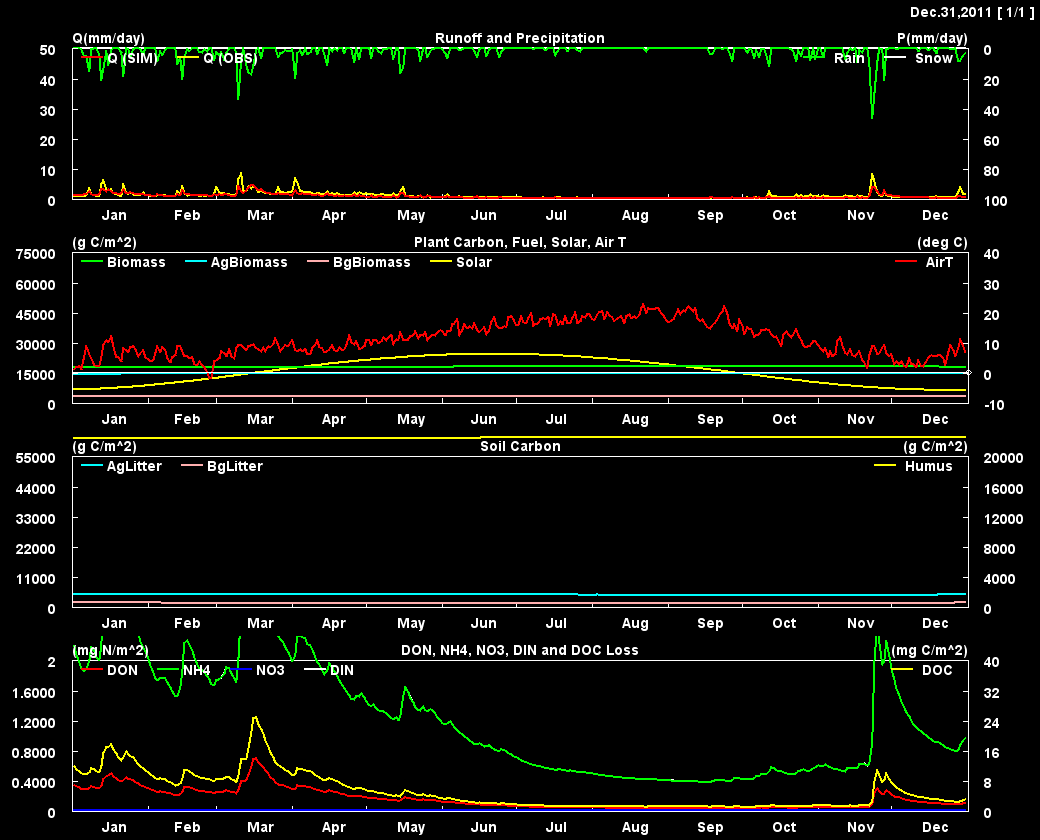 Dec.31,2011 [ 1/1 ]
Q(mm/day) Runoff and Precipitation P(mm/day)
50 0
Q (SIM) Q (OBS) Rain Snow
40 20
30 40
20 60
10 80
0 100
Jan Feb Mar Apr May Jun Jul Aug Sep Oct Nov Dec
(g C/m^2) Plant Carbon, Fuel, Solar, Air T (deg C)
75000 40
Biomass AgBiomass BgBiomass Solar AirT
60000 30
45000 20
30000 10
15000 0
0 -10
Jan Feb Mar Apr May Jun Jul Aug Sep Oct Nov Dec
(g C/m^2) Soil Carbon (g C/m^2)
55000 20000
AgLitter BgLitter Humus
44000 16000
33000 12000
22000 8000
11000 4000
0 0
Jan Feb Mar Apr May Jun Jul Aug Sep Oct Nov Dec
(mg N/m^2) DON, NH4, NO3, DIN and DOC Loss (mg C/m^2)
2 40
DON NH4 NO3 DIN DOC
1.6000 32
1.2000 24
0.8000 16
0.4000 8
0 0
Jan Feb Mar Apr May Jun Jul Aug Sep Oct Nov Dec